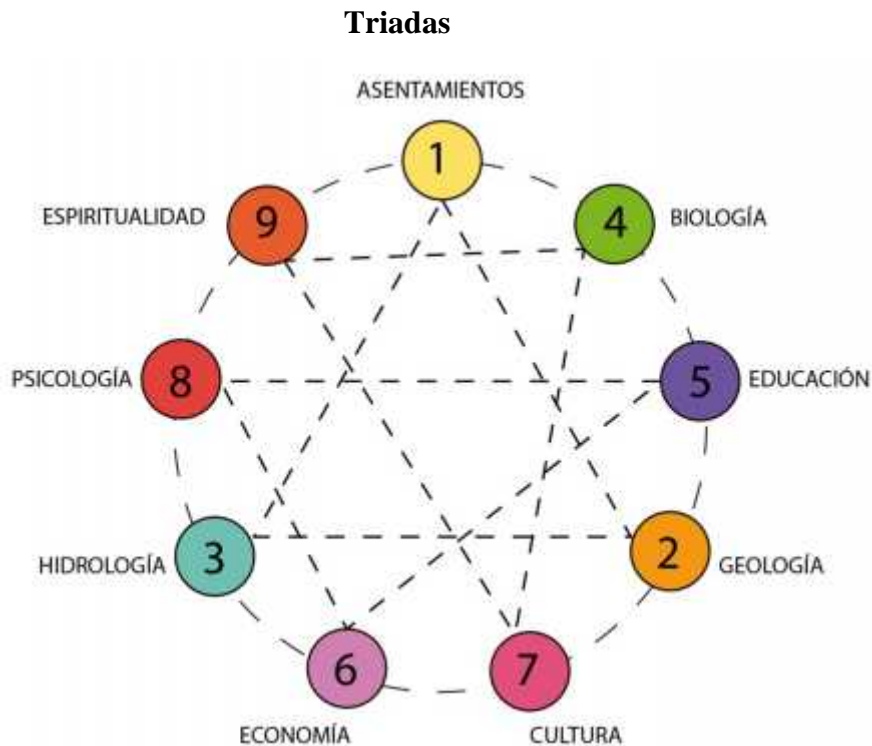 Triadas
ASENTAMIENTOS
1
ESPIRITUALIDAD
9
4
BIOLOGÍA
PSICOLOGÍA
8
5
EDUCACIÓN
HIDROLOGÍA
3
2
GEOLOGÍA
6
7
ECONOMÍA
CULTURA